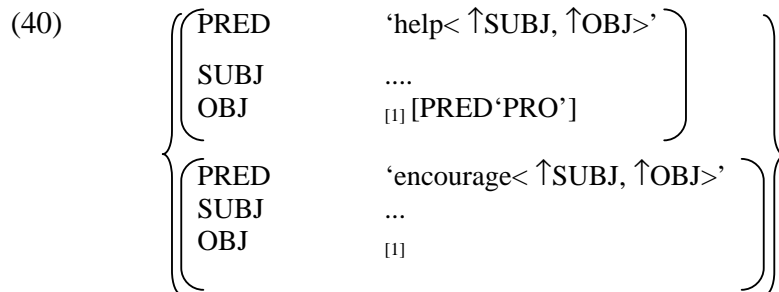 (40) PRED ‘help< ↑SUBJ, ↑OBJ>’
SUBJ ....
OBJ [1] [PRED‘PRO’]
PRED ‘encourage< ↑SUBJ, ↑OBJ>’
SUBJ ...
OBJ [1]